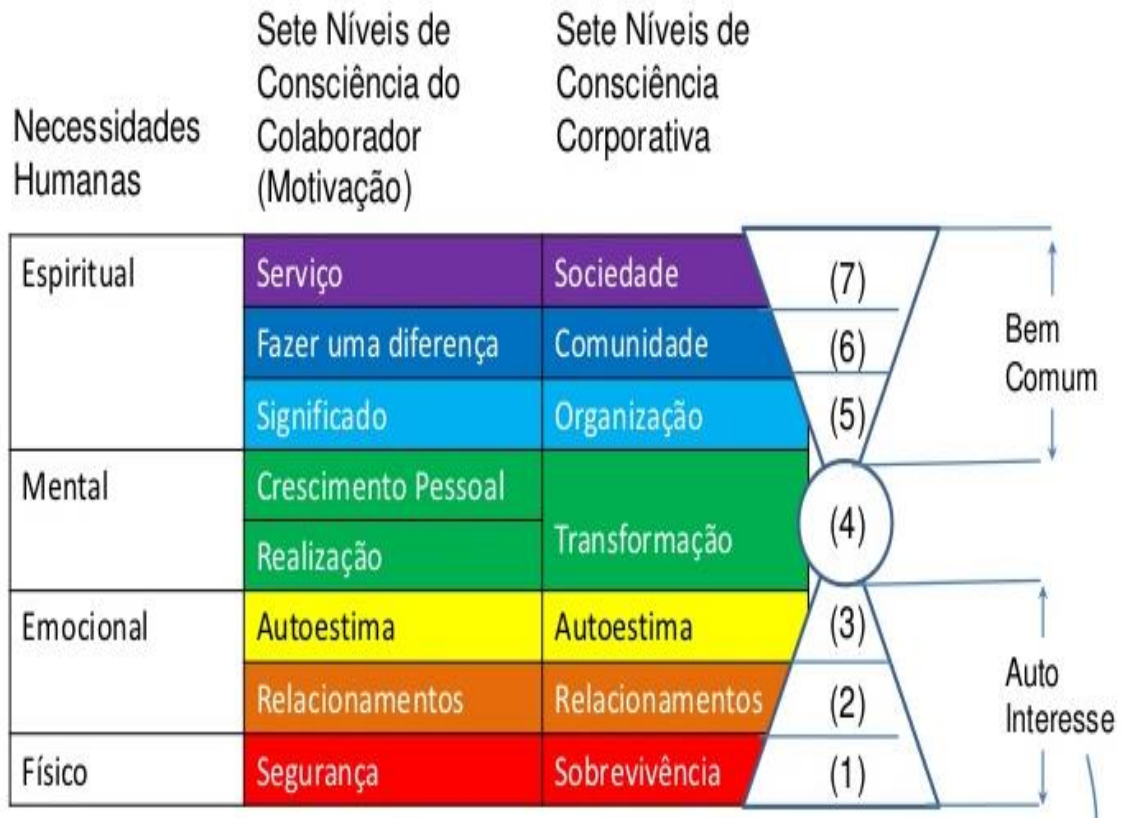 Necessidades
Humanas
Sete Níveis de
Consciência do
Colaborador
(Motivação)
Sete Níveis de
Consciência
Corporativa
Espiritual
Serviço
Sociedade
(7)
Fazer uma diferença
Comunidade
(6)
Significado
Organização
(5)
Bem
Comum
Mental
Crescimento Pessoal
Realização
Transformação
(4)
Emocional
Autoestima
Autoestima
(3)
Relacionamentos
Relacionamentos
(2)
Físico
Segurança
Sobrevivência
(1)
Auto
Interesse